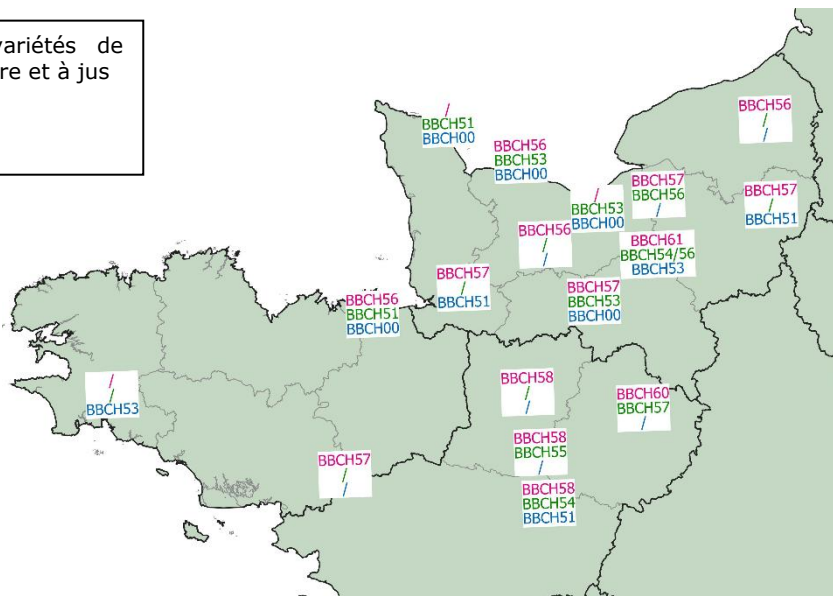 variétés de
re et à jus
/
BBCH51
BBCH00
BBCH56
BBCH53
BBCH00
BBCH56
/
/
/
BBCH53
BBCH00
BBCH57
BBCH56
/
BBCH57
/
BBCH51
BBCH56
/
/
BBCH61
BBCH54/56
BBCH53
BBCH57
/
BBCH51
BBCH57
BBCH53
BBCH00
BBCH56
BBCH51
BBCH00
/
/
BBCH53
BBCH58
/
/
BBCH60
BBCH57
/
BBCH58
BBCH55
/
BBCH57
/
/
BBCH58
BBCH54
BBCH51